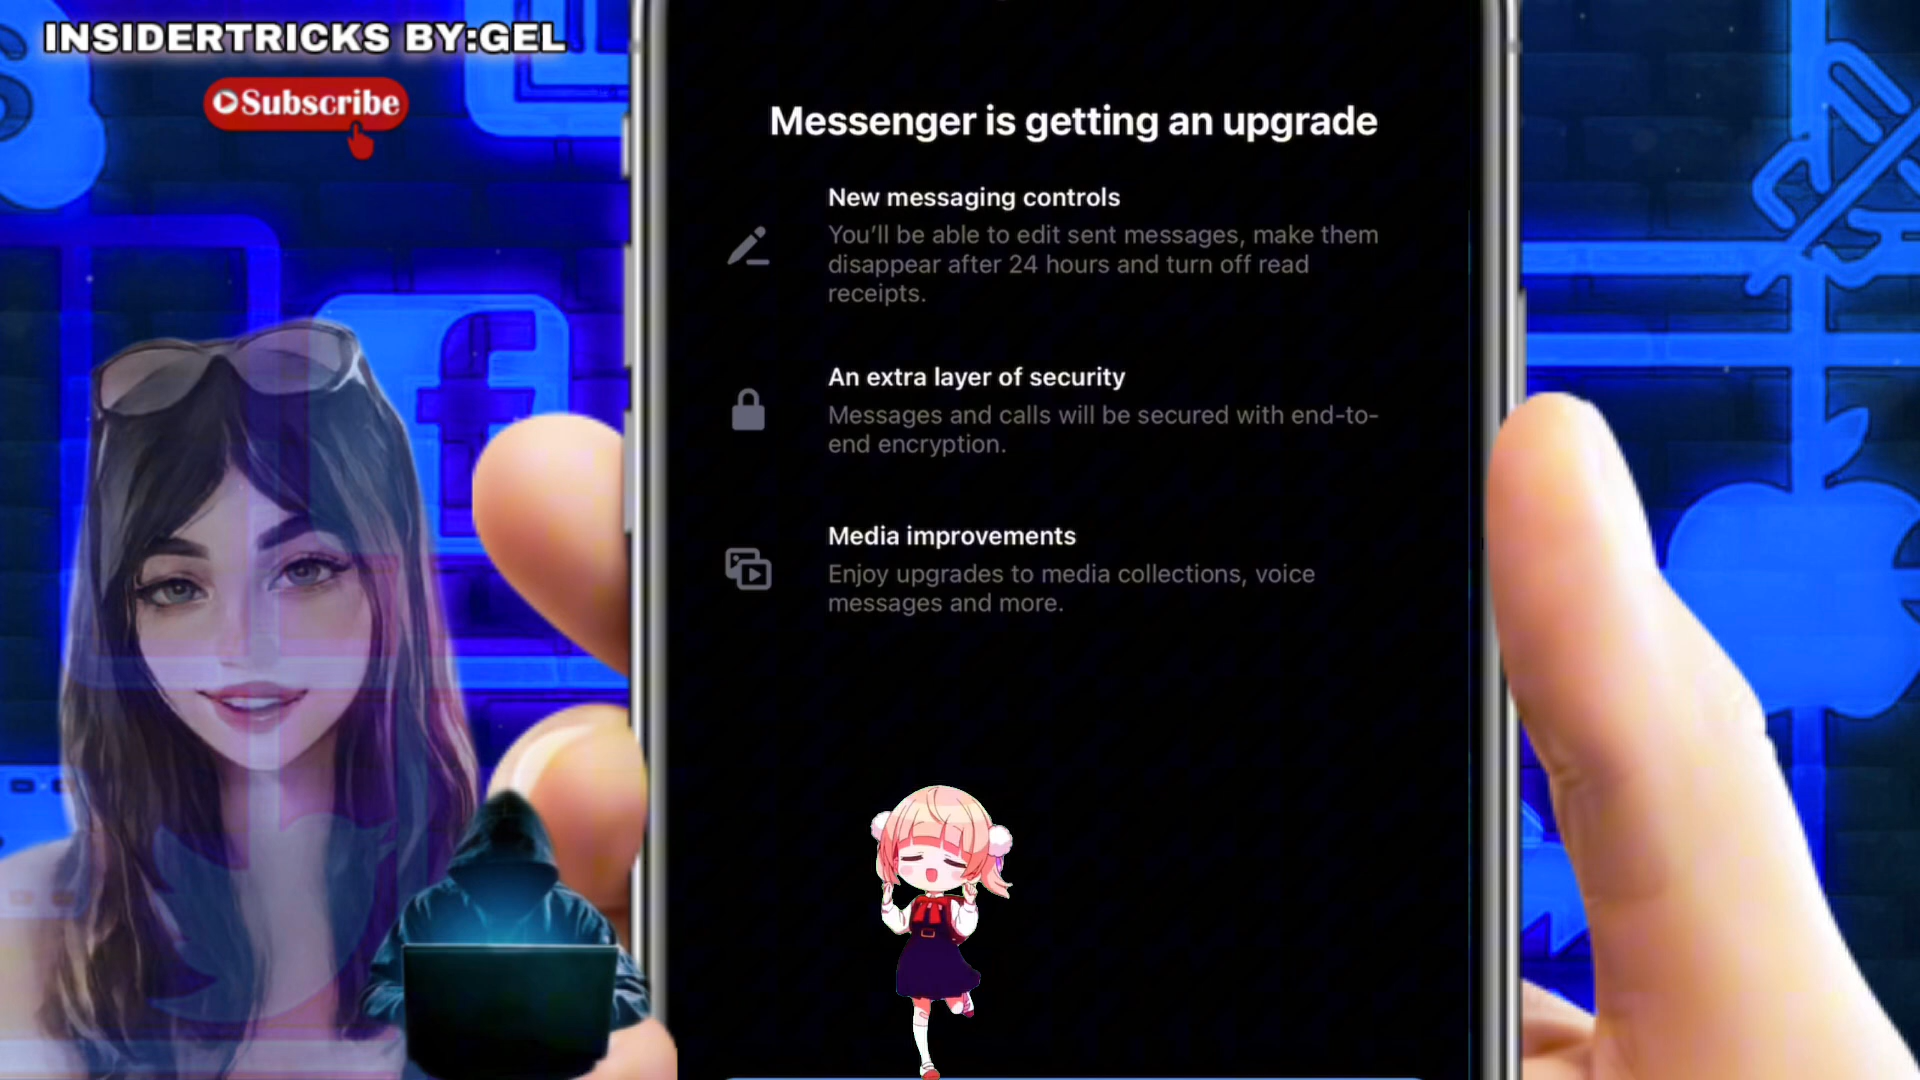 INSIDERTRICKS BY:GEL
Subscribe
Messenger is getting an upgrade
New messaging controls
You’ll be able to edit sent messages, make them
disappear after 24 hours and turn off read
receipts.
An extra layer of security
Messages and calls will be secured with end-to-
end encryption.
Media improvements
Enjoy upgrades to media collections, voice
messages and more.